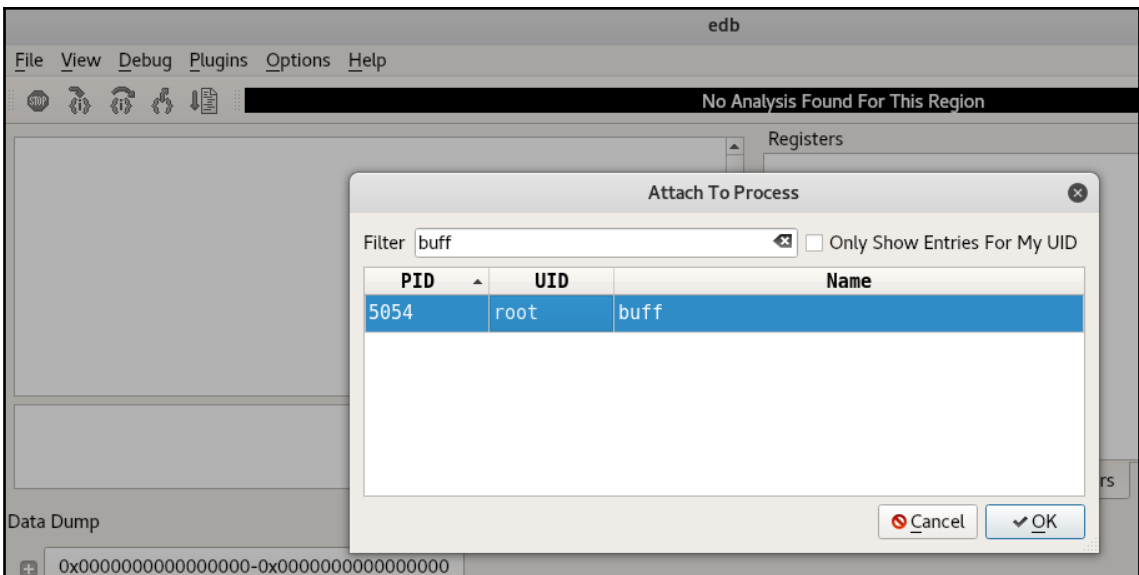 edb
File View Debug Plugins Options Help
STOP
No Analysis Found For This Region
Registers
Attach To Process
Filter buff Only Show Entries For My UID
PID UID Name
5054 root buff
rs
Cancel OK
Data Dump
0x0000000000000000-0x0000000000000000